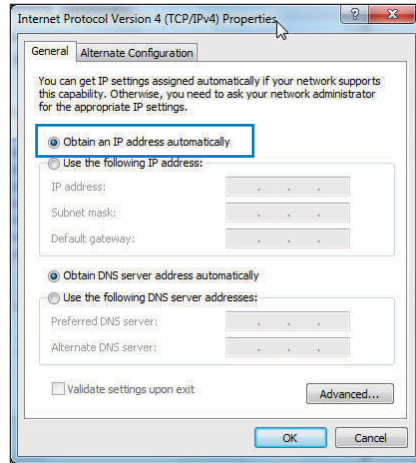 Internet Protocol Version 4 (TCP/IPv4) Properties
General
Alternate Configuration
You can get IP settings assigned automatically if your network supports
this capability. Otherwise, you need to ask your network administrator
for the appropriate IP settings.
Obtain an IP address automatically
Use the following IP address:
IP address:
Subnet mask:
Default gateway:
Obtain DNS server address automatically
Use the following DNS server addresses:
Preferred DNS server:
Alternate DNS server:
Validate settings upon exit
Advanced...
OK
Cancel